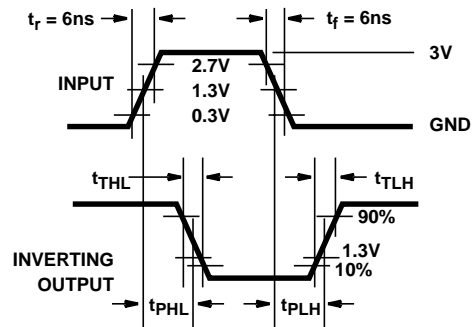 tr = 6ns
tf = 6ns
3V
INPUT
2.7V
1.3V
0.3V
GND
tTHL
tTLH
90%
INVERTING
OUTPUT
1.3V
10%
tPHL
tPLH